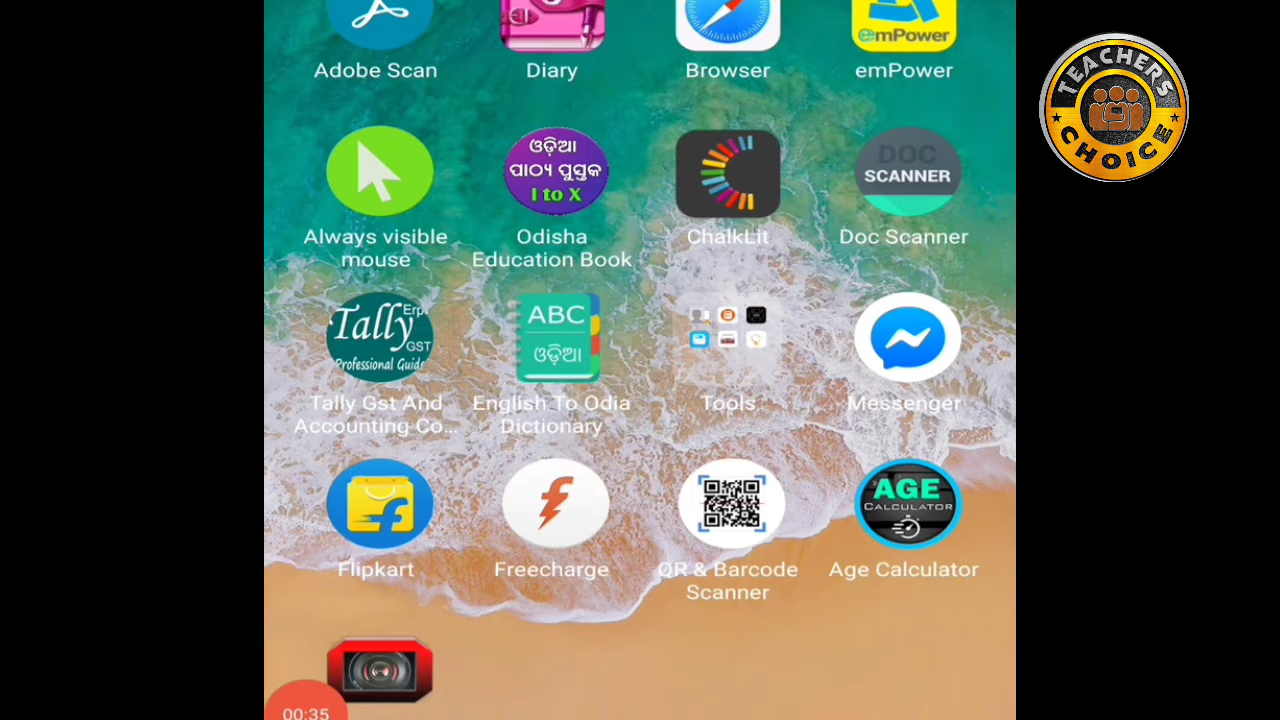 emPower
Adobe Scan
Diary
Browser
emPower
TEACHERS
CHOICE
ଓଡ଼ିଆ
ପାଠ୍ୟ ପୁସ୍ତକ
I to X
DOC
SCANNER
Always visible
mouse
Odisha
Education Book
ChalkLit
Doc Scanner
Tally Erp
GST
Professional Guide
ABC
ଓଡ଼ିଆ
Tally Gst And
Accounting Co...
English To Odia
Dictionary
Tools
Messenger
AGE
CALCULATOR
Flipkart
Freecharge
QR & Barcode
Scanner
Age Calculator
00:35